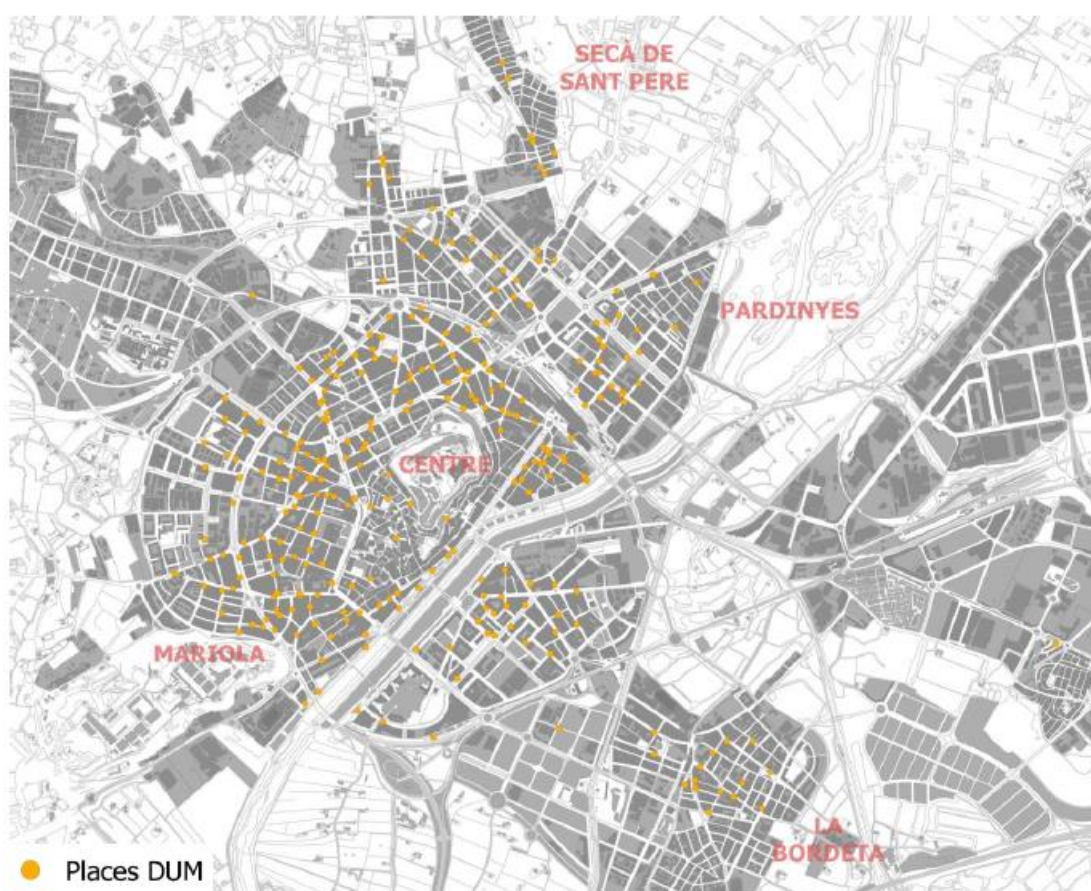 SECÀ DE
SANT PERE
PARDINYES
CENTRE
MARIOLA
LA
BORDETA
Places DUM